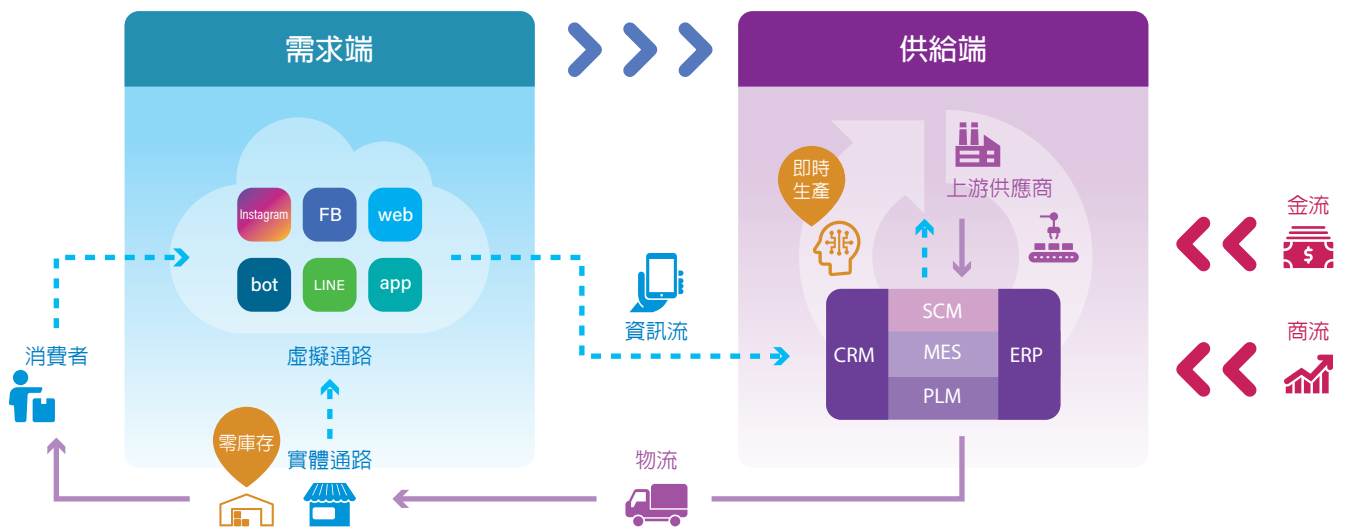 需求端
供給端
Instagram
FB
web
bot
LINE
app
消費者
虛擬通路
零庫存
實體通路
資訊流
物流
即時
生產
上游供應商
$
CRM
SCM
MES
PLM
ERP
金流
$
商流